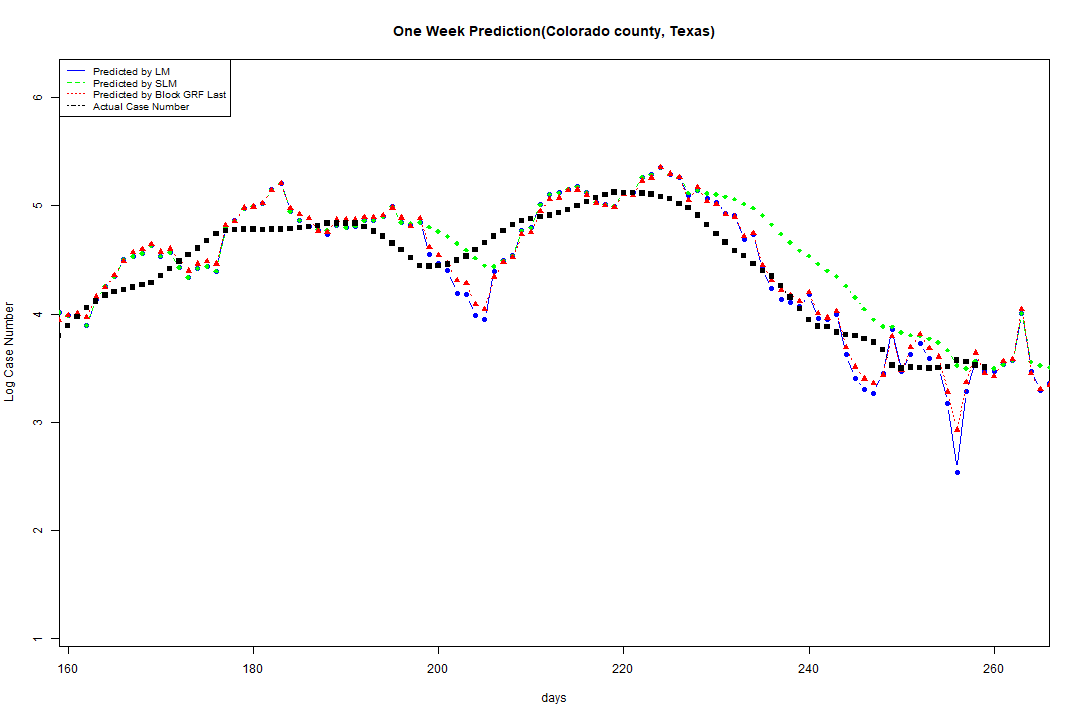 One Week Prediction(Colorado county, Texas)
Predicted by LM
Predicted by SLM
Predicted by Block GRF Last
Actual Case Number
Log Case Number
6
5
4
3
2
1
160 180 200 220 240 260
days